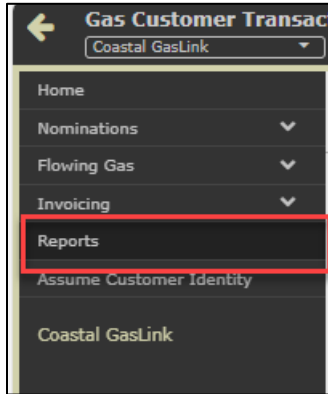 Gas Customer Transac
Coastal GasLink
Home
Nominations
Flowing Gas
Invoicing
Reports
Assume Customer Identity
Coastal GasLink